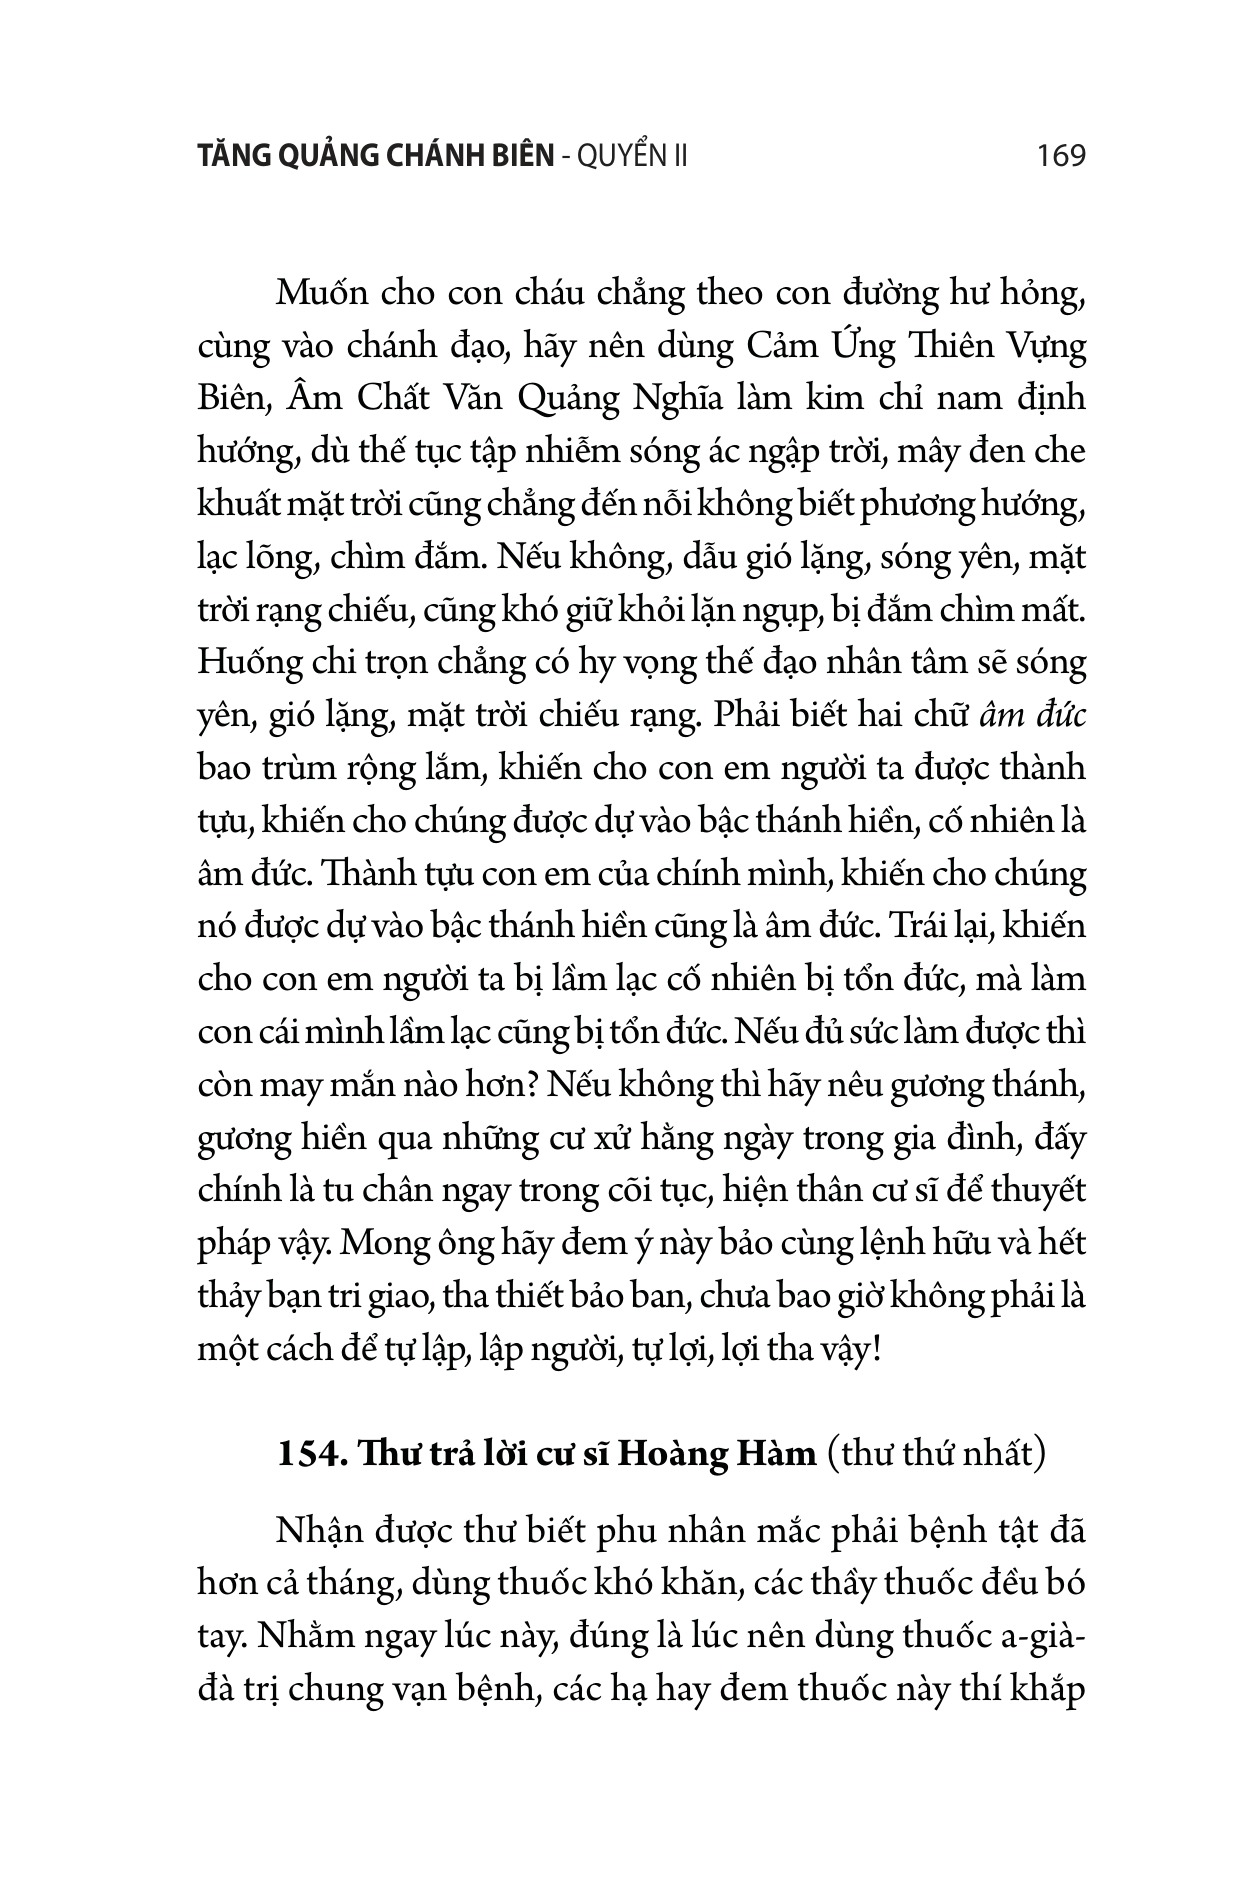 TĂNG QUẢNG CHÁNH BIÊN - QUYỂN II 169
Muốn cho con cháu chẳng theo con đường hư hỏng,
cùng vào chánh đạo, hãy nên dùng Cảm Ứng Thiên Vựng
Biên, Âm Chất Văn Quảng Nghĩa làm kim chỉ nam định
hướng, dù thế tục tập nhiễm sóng ác ngập trời, mây đen che
khuất mặt trời cũng chẳng đến nỗi không biết phương hướng,
lạc lõng, chìm đắm. Nếu không, dẫu gió lặng, sóng yên, mặt
trời rạng chiếu, cũng khó giữ khỏi lặn ngụp, bị đắm chìm mất.
Huống chi trọn chẳng có hy vọng thế đạo nhân tâm sẽ sóng
yên, gió lặng, mặt trời chiếu rạng. Phải biết hai chữ âm đức
bao trùm rộng lắm, khiến cho con em người ta được thành
tựu, khiến cho chúng được dự vào bậc thánh hiền, cố nhiên là
âm đức. Thành tựu con em của chính mình, khiến cho chúng
nó được dự vào bậc thánh hiền cũng là âm đức. Trái lại, khiến
cho con em người ta bị lầm lạc cố nhiên bị tổn đức, mà làm
con cái mình lầm lạc cũng bị tổn đức. Nếu đủ sức làm được thì
còn may mắn nào hơn? Nếu không thì hãy nêu gương thánh,
gương hiền qua những cư xử hằng ngày trong gia đình, đấy
chính là tu chân ngay trong cõi tục, hiện thân cư sĩ để thuyết
pháp vậy. Mong ông hãy đem ý này bảo cùng lệnh hữu và hết
thảy bạn tri giao, tha thiết bảo ban, chưa bao giờ không phải là
một cách để tự lập, lập người, tự lợi, lợi tha vậy!
154. Thư trả lời cư sĩ Hoàng Hàm (thư thứ nhất)
Nhận được thư biết phu nhân mắc phải bệnh tật đã
hơn cả tháng, dùng thuốc khó khăn, các thầy thuốc đều bó
tay. Nhằm ngay lúc này, đúng là lúc nên dùng thuốc a-già-
đà trị chung vạn bệnh, các hạ hay đem thuốc này thí khắp